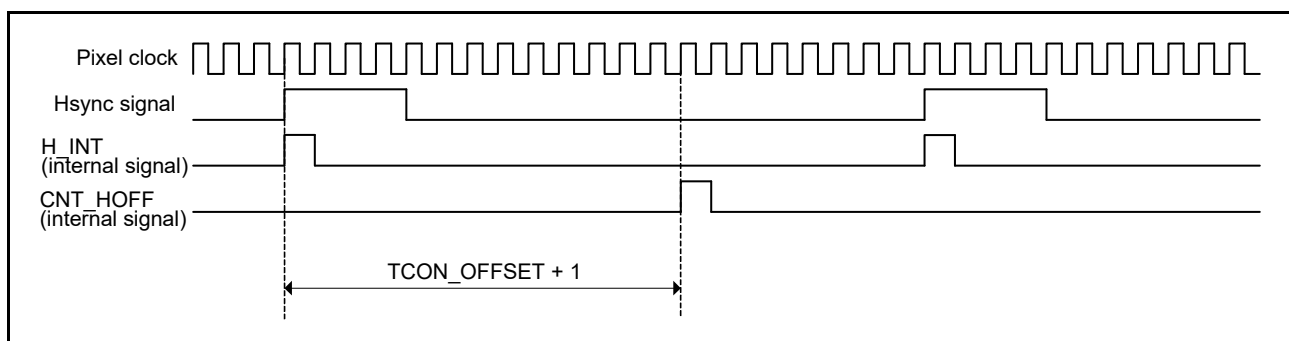 Pixel clock
Hsync signal
H_INT
(internal signal)
CNT_HOFF
(internal signal)
TCON_OFFSET + 1